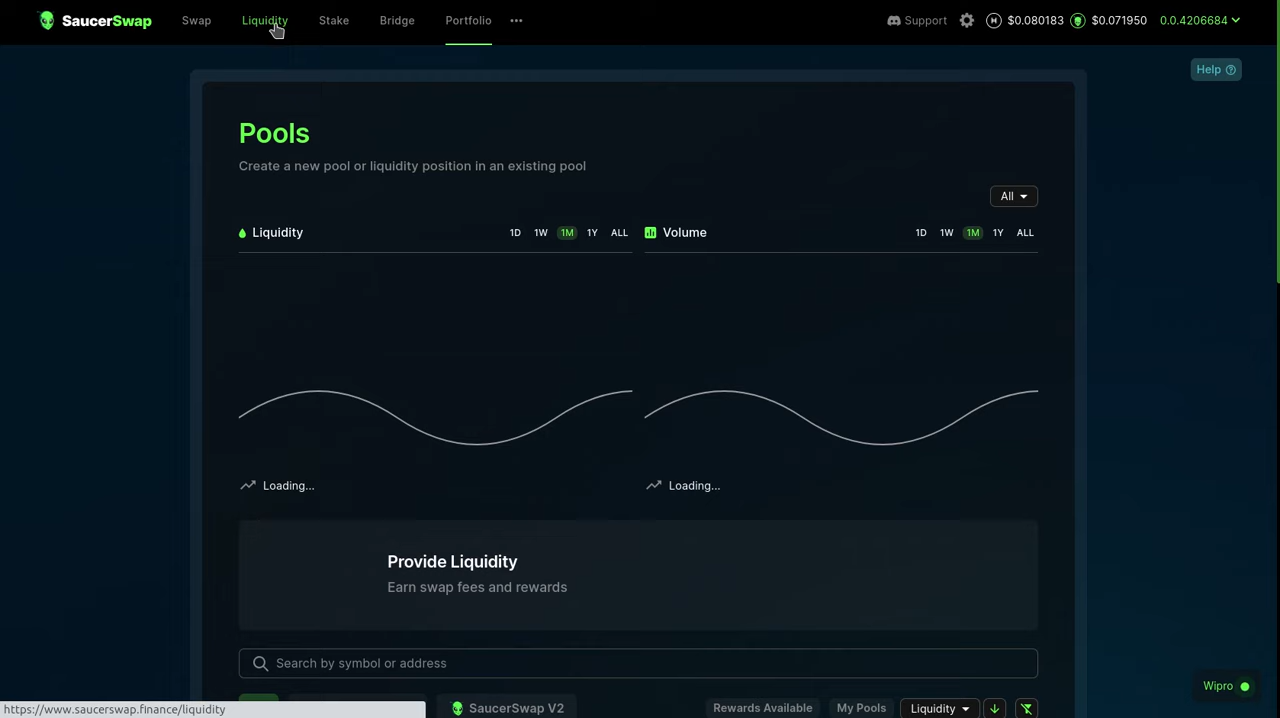 SaucerSwap Swap Liquidity Stake Bridge Portfolio Support $0.080183 $0.071950 0.0.4206684
Help
Pools
Create a new pool or liquidity position in an existing pool
All
Liquidity 1D 1W 1M 1Y ALL Volume 1D 1W 1M 1Y ALL
Loading... Loading...
Provide Liquidity
Earn swap fees and rewards
Search by symbol or address
Wipro
SaucerSwap V2 Rewards Available My Pools Liquidity
https://www.saucerswap.finance/liquidity